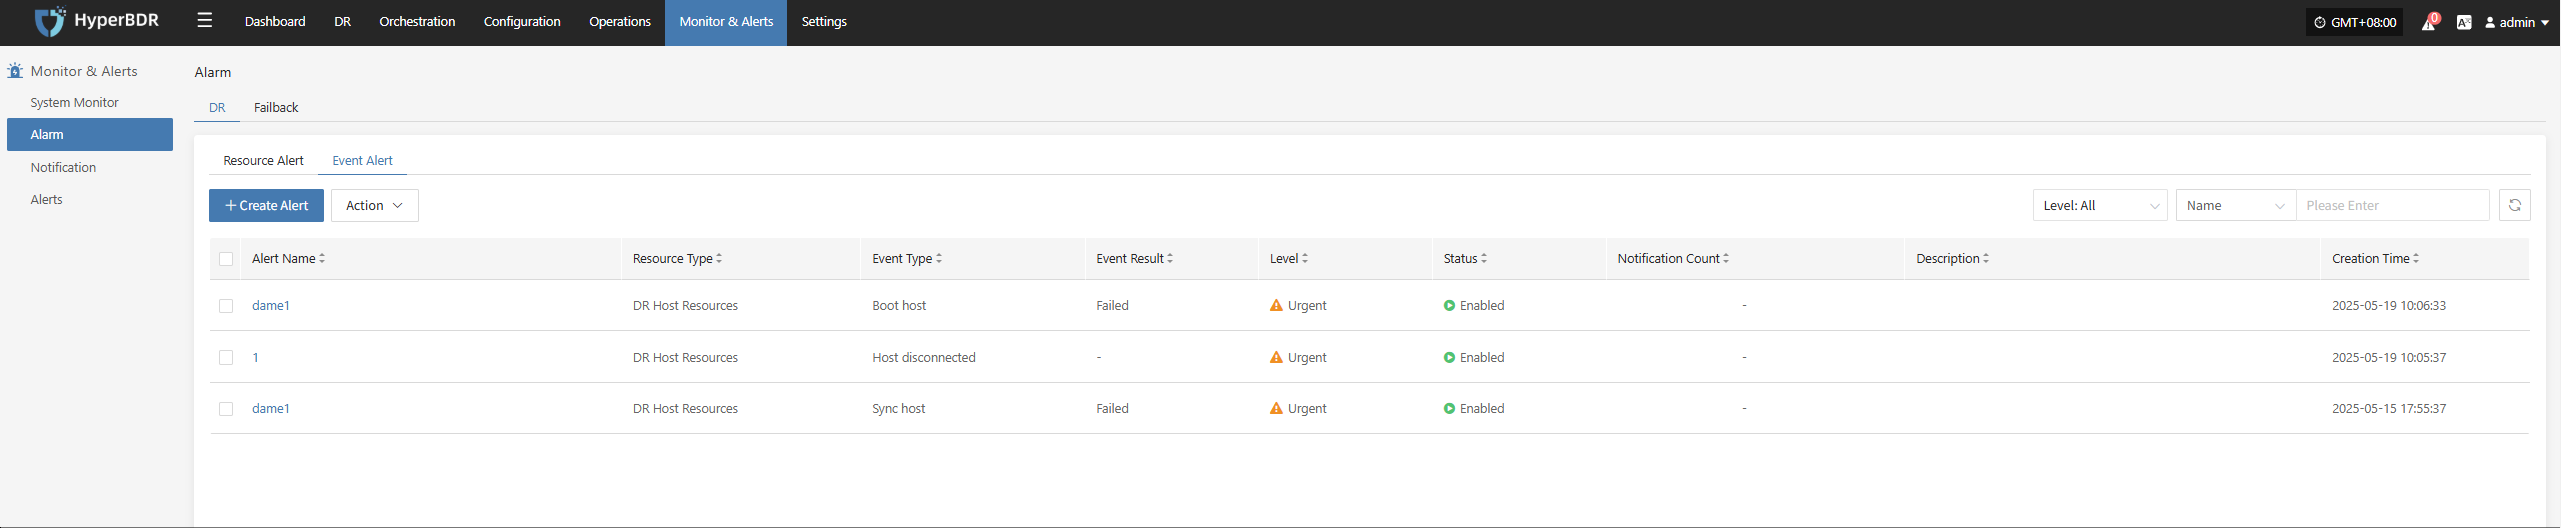 HyperBDR Dashboard DR Orchestration Configuration Operations Monitor & Alerts Settings GMT+08:00 0 admin
Monitor & Alerts
System Monitor
Alarm
Notification
Alerts
Alarm
DR Failback
Resource Alert Event Alert
+ Create Alert Action Level: All Name Please Enter
Alert Name Resource Type Event Type Event Result Level Status Notification Count Description Creation Time
dame1 DR Host Resources Boot host Failed Urgent Enabled - 2025-05-19 10:06:33
1 DR Host Resources Host disconnected - Urgent Enabled - 2025-05-19 10:05:37
dame1 DR Host Resources Sync host Failed Urgent Enabled - 2025-05-15 17:55:37